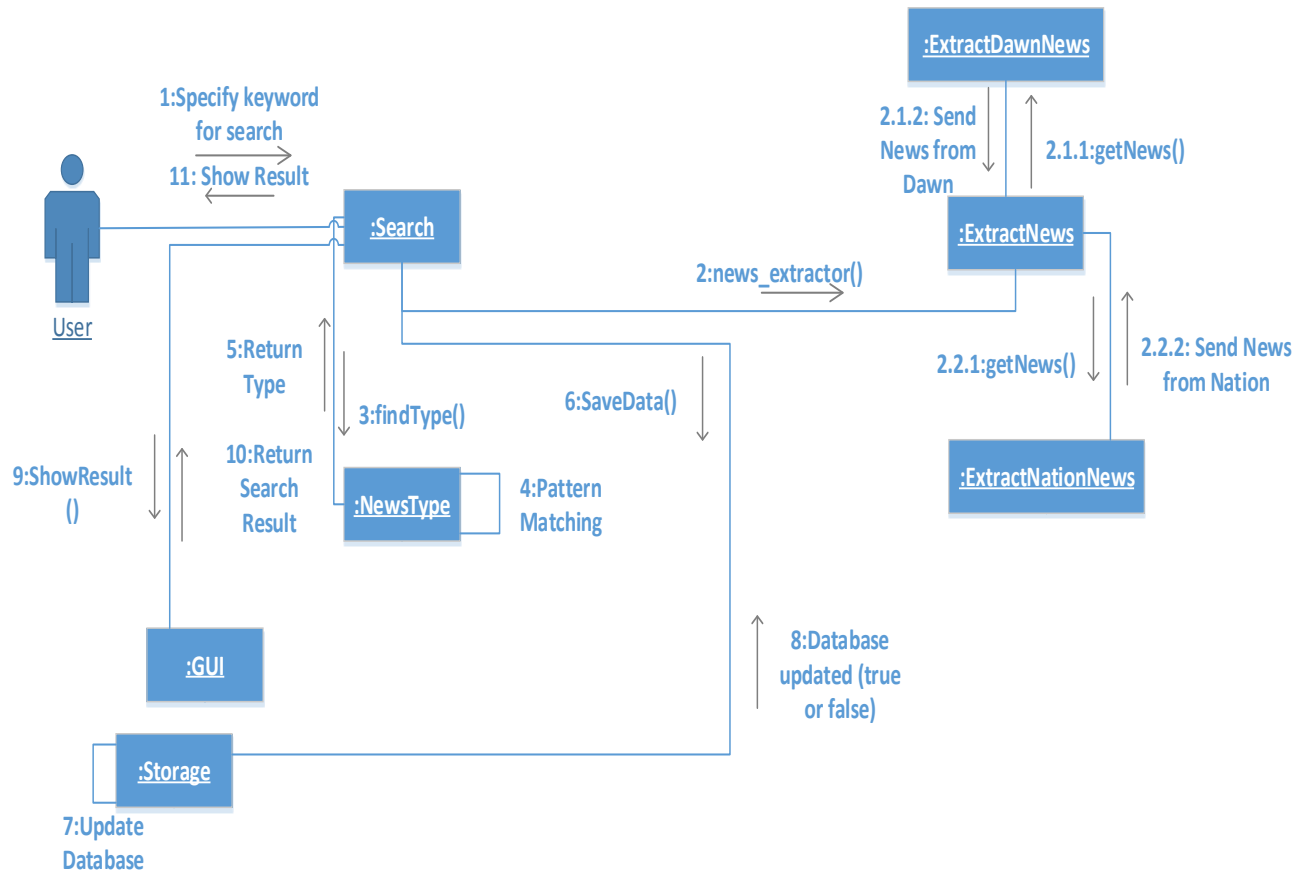 :ExtractDawnNews
1:Specify keyword
for search
11: Show Result
2.1.2: Send
News from
Dawn
2.1.1:getNews()
:Search
:ExtractNews
User
2:news_extractor()
5:Return
Type
3:findType()
6:SaveData()
2.2.1:getNews()
2.2.2: Send News
from Nation
9:ShowResult
()
10:Return
Search
Result
:NewsType
4:Pattern
Matching
:ExtractNationNews
:GUI
8:Database
updated (true
or false)
:Storage
7:Update
Database